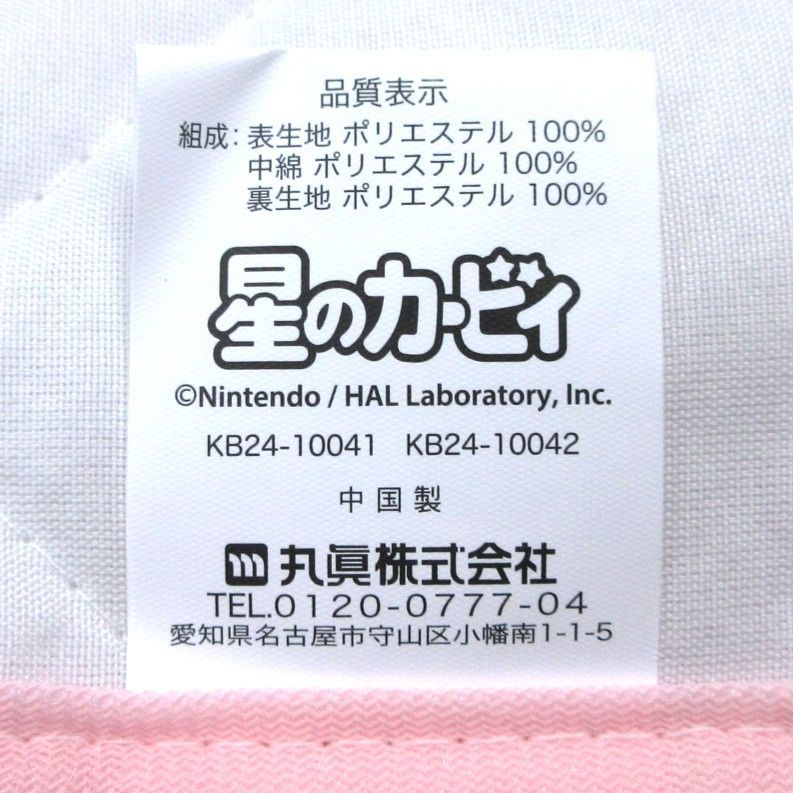 品質表示
組成: 表生地 ポリエステル 100%
中綿 ポリエステル 100%
裏生地 ポリエステル 100%
星のカービィ
©Nintendo / HAL Laboratory, Inc.
KB24-10041 KB24-10042
中国製
丸眞株式会社
TEL.0120-0777-04
愛知県名古屋市守山区小幡南1-1-5